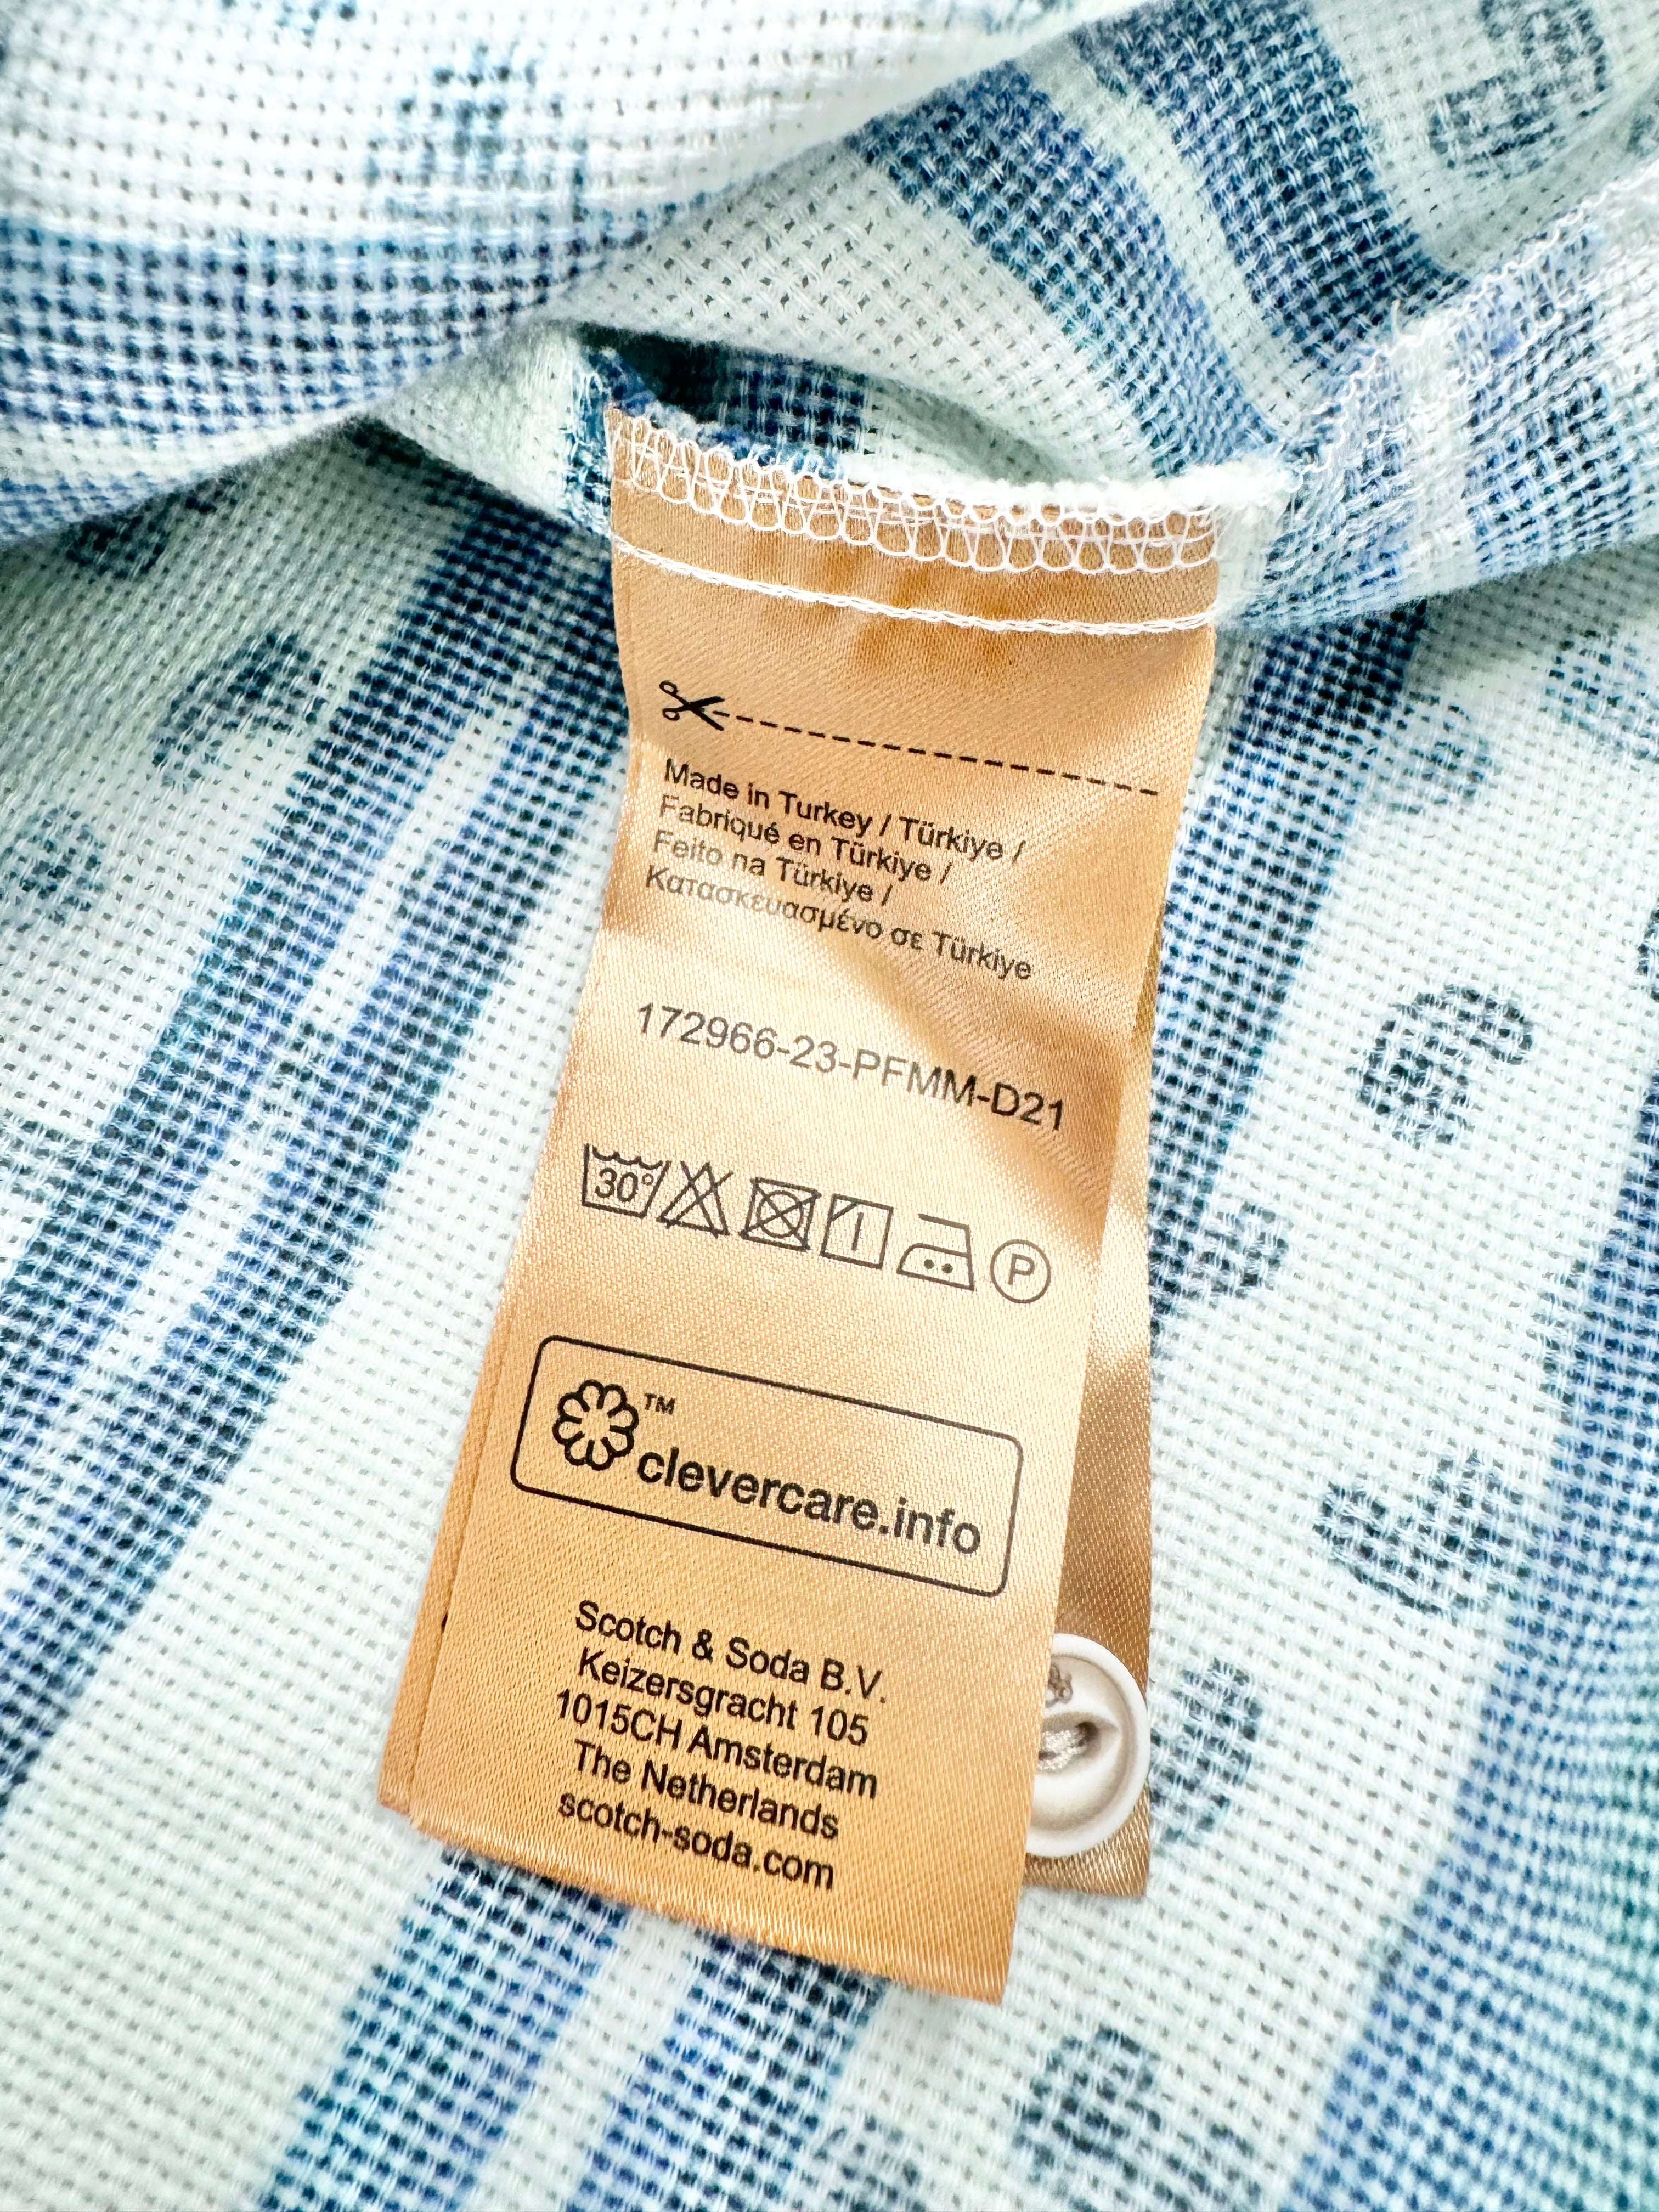 Made in Turkey / Türkiye /
Fabriqué en Türkiye /
Feito na Türkiye /
Κατασκευασμένο σε Türkiye
172966-23-PFMM-D21
30° P
™
clevercare.info
Scotch & Soda B.V.
Keizersgracht 105
1015CH Amsterdam
The Netherlands
scotch-soda.com